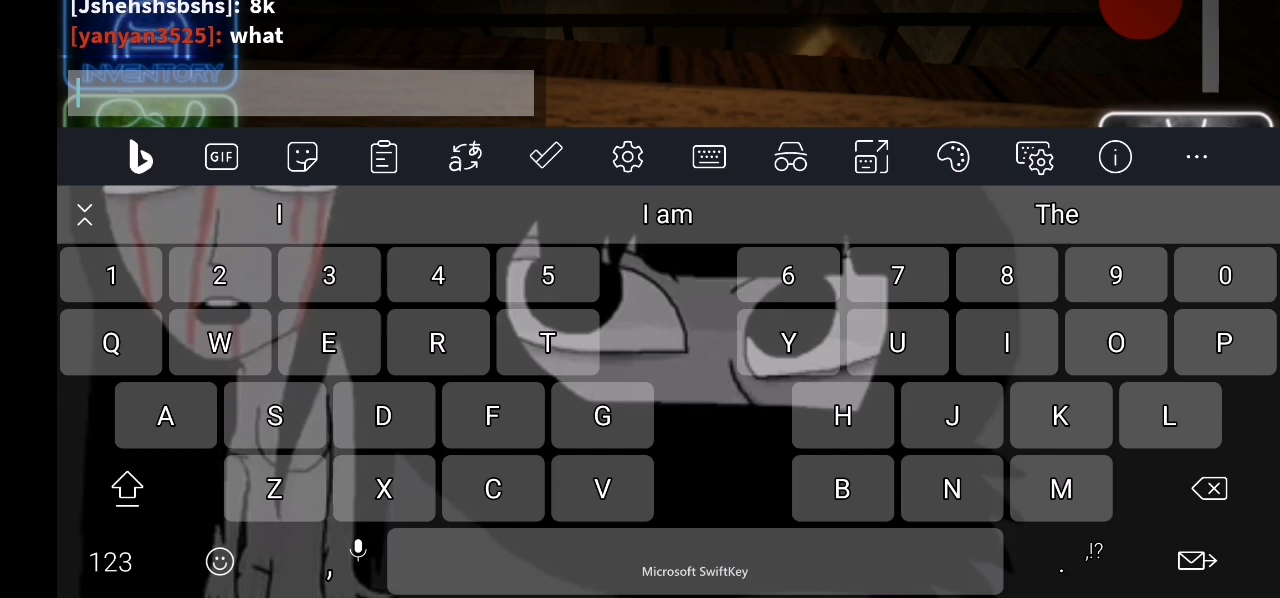 [Jshehshsbshs]: 8k
[yanyan3525]: what
INVENTORY
GIF
I I am The
1 2 3 4 5 6 7 8 9 0
Q W E R T Y U I O P
A S D F G H J K L
Z X C V B N M
123 , . ,!?
Microsoft SwiftKey